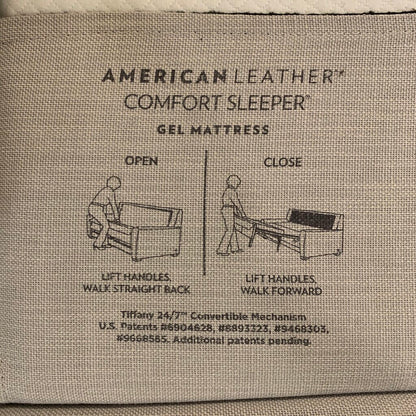 AMERICAN LEATHER™
COMFORT SLEEPER®
GEL MATTRESS
OPEN
LIFT HANDLES,
WALK STRAIGHT BACK
CLOSE
LIFT HANDLES,
WALK FORWARD
Tiffany 24/7™ Convertible Mechanism
U.S. Patents #6904628, #8893323, #9468303,
#9668585. Additional patents pending.